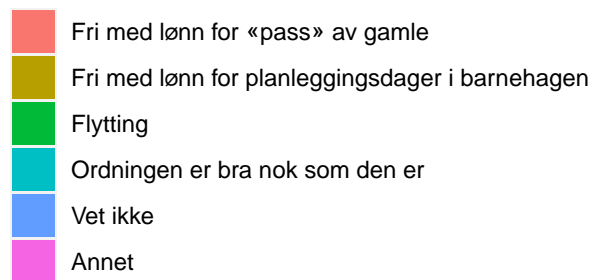 Fri med lønn for «pass» av gamle
Fri med lønn for planleggingsdager i barnehagen
Flytting
Ordningen er bra nok som den er
Vet ikke
Annet